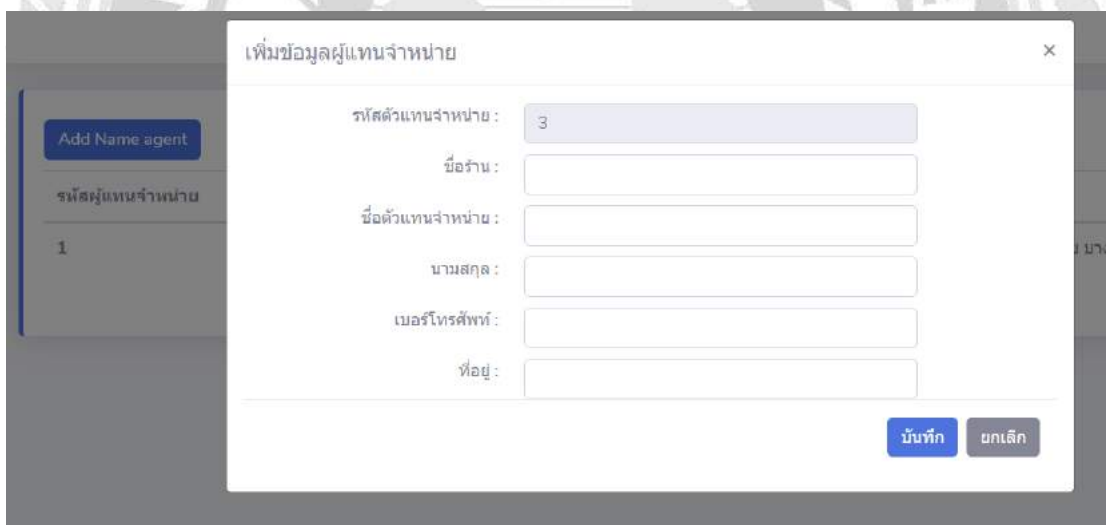 เพิ่มข้อมูลผู้แทนจำหน่าย ×
รหัสตัวแทนจำหน่าย : 3
Add Name agent
ชื่อร้าน :
รหัสผู้แทนจำหน่าย
ชื่อตัวแทนจำหน่าย :
1
นามสกุล :
เบอร์โทรศัพท์ :
ที่อยู่ :
บันทึก ยกเลิก